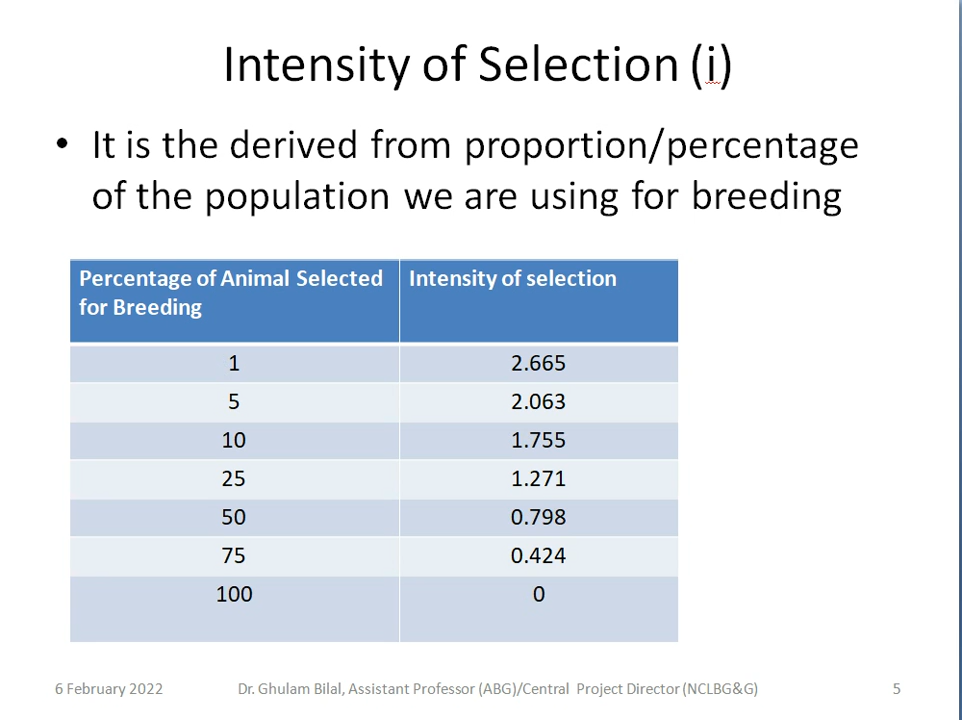 Intensity of Selection (i)
• It is the derived from proportion/percentage
of the population we are using for breeding
Percentage of Animal Selected Intensity of selection
for Breeding
1 2.665
5 2.063
10 1.755
25 1.271
50 0.798
75 0.424
100 0
6 February 2022 Dr. Ghulam Bilal, Assistant Professor (ABG)/Central Project Director (NCLBG&G) 5